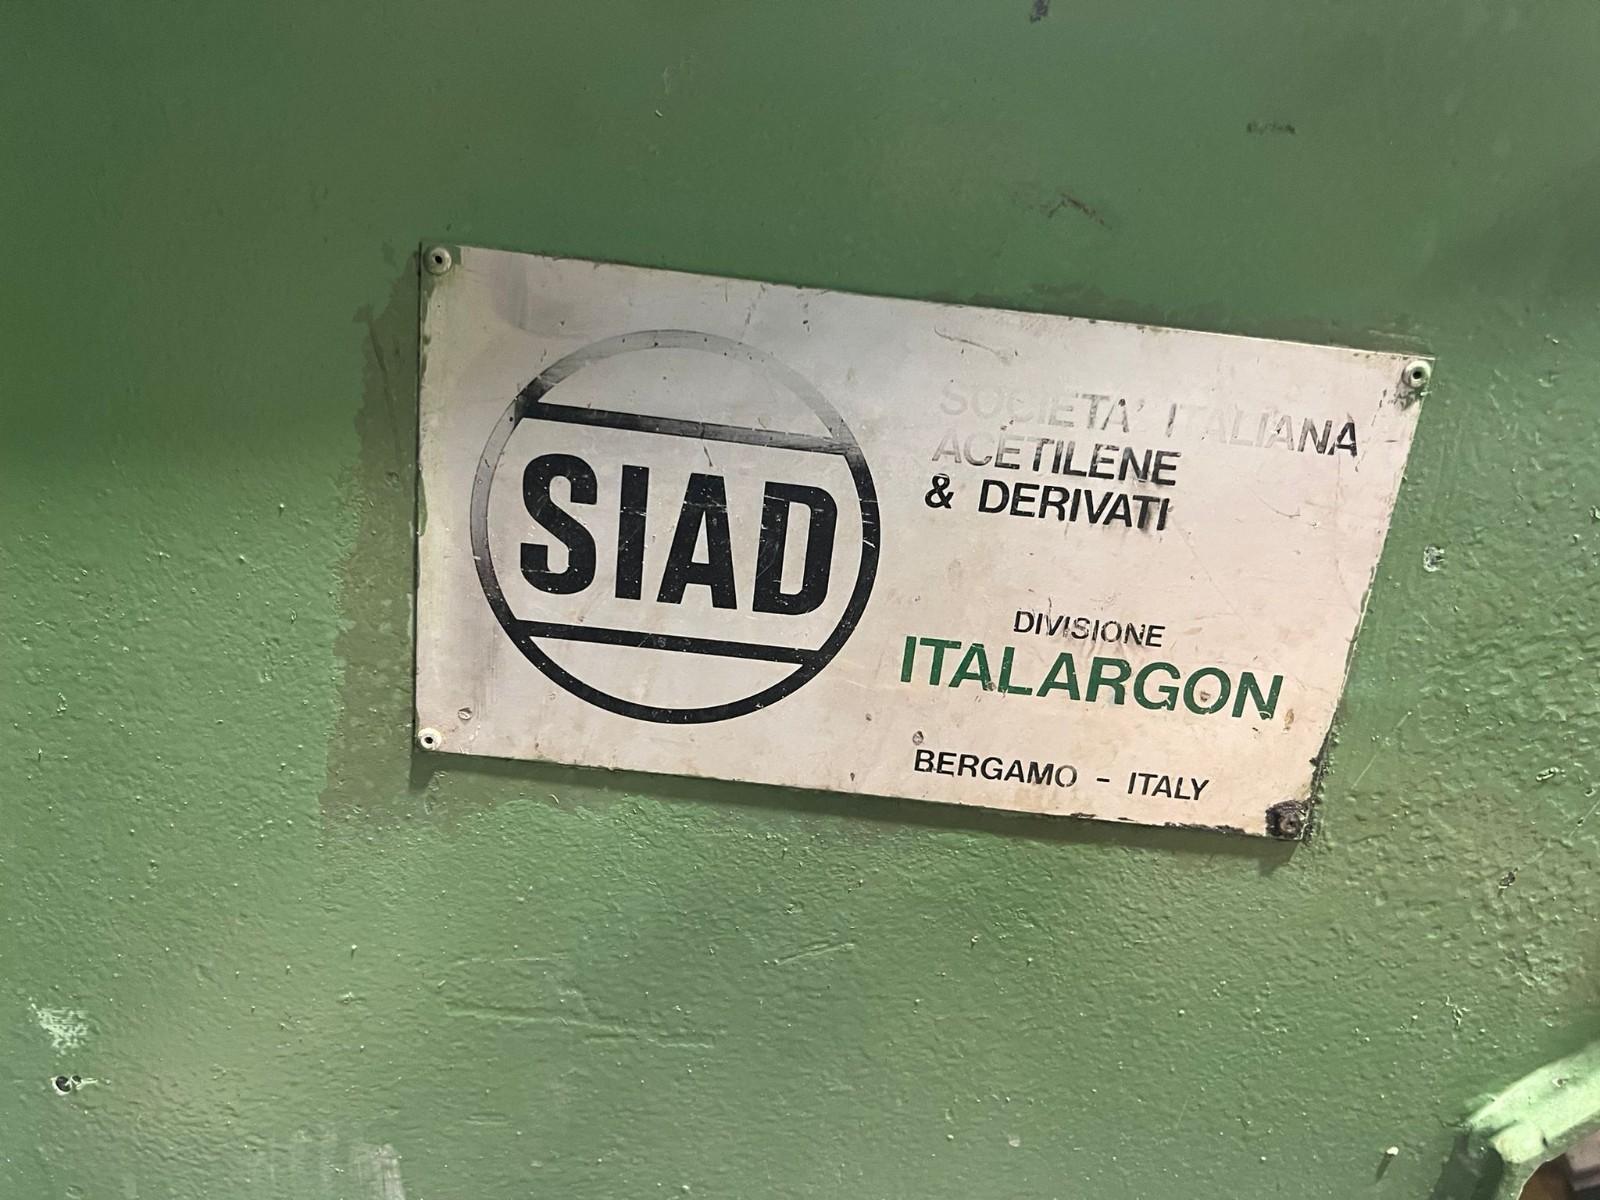 SIAD
SOCIETA' ITALIANA
ACETILENE
& DERIVATI
DIVISIONE
ITALARGON
BERGAMO - ITALY